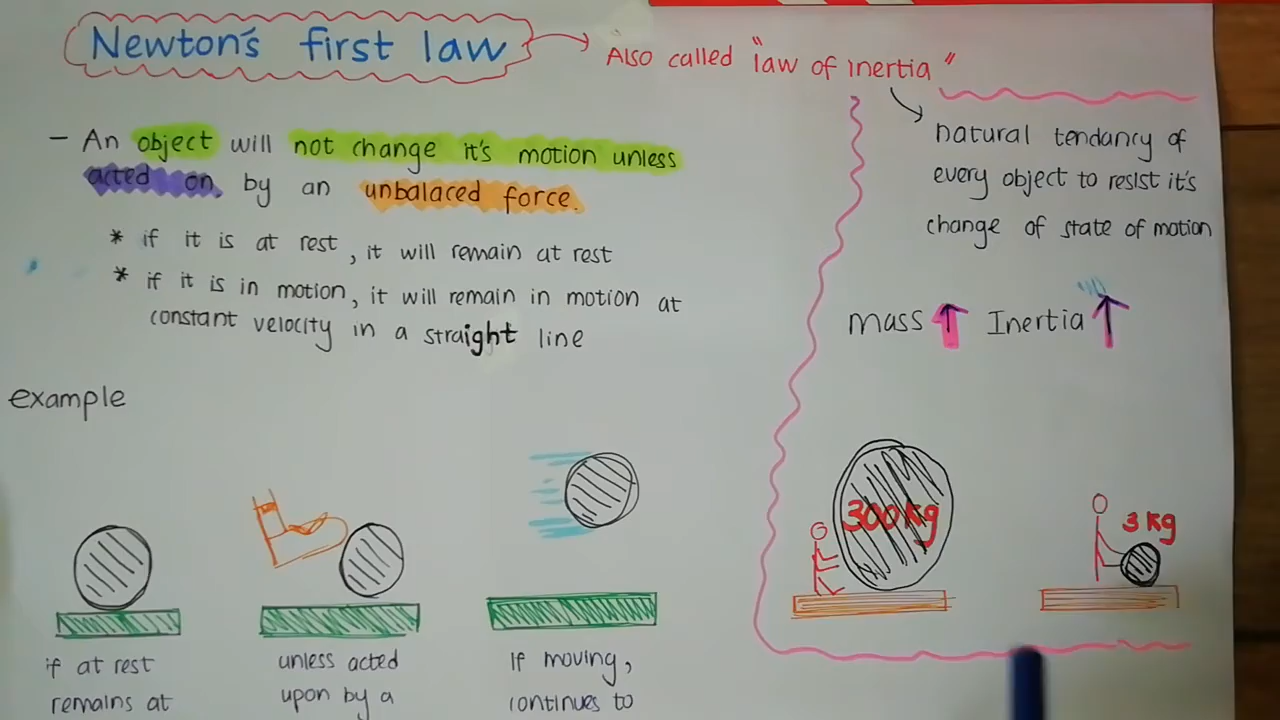 Newton's first law
Also called "law of inertia"
- An object will not change it's motion unless
acted on by an unbalaced force.
* if it is at rest, it will remain at rest
* if it is in motion, it will remain in motion at
constant velocity in a straight line
natural tendancy of
every object to resist it's
change of state of motion
mass ↑ Inertia ↑
example
300kg
3 kg
if at rest
remains at
unless acted
upon by a
If moving,
continues to